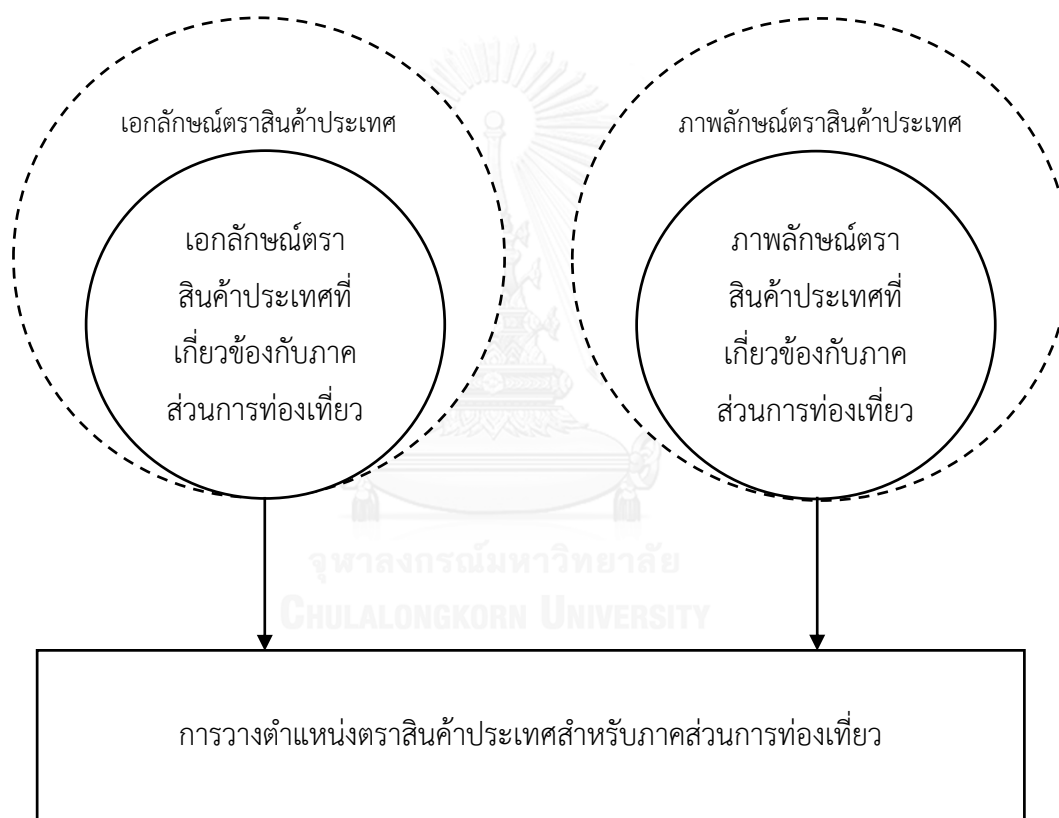 เอกลักษณ์ตราสินค้าประเทศ
เอกลักษณ์ตรา
สินค้าประเทศที่
เกี่ยวข้องกับภาค
ส่วนการท่องเที่ยว
ภาพลักษณ์ตราสินค้าประเทศ
ภาพลักษณ์ตรา
สินค้าประเทศที่
เกี่ยวข้องกับภาค
ส่วนการท่องเที่ยว
จุฬาลงกรณ์มหาวิทยาลัย
CHULALONGKORN UNIVERSITY
การวางตำแหน่งตราสินค้าประเทศสำหรับภาคส่วนการท่องเที่ยว